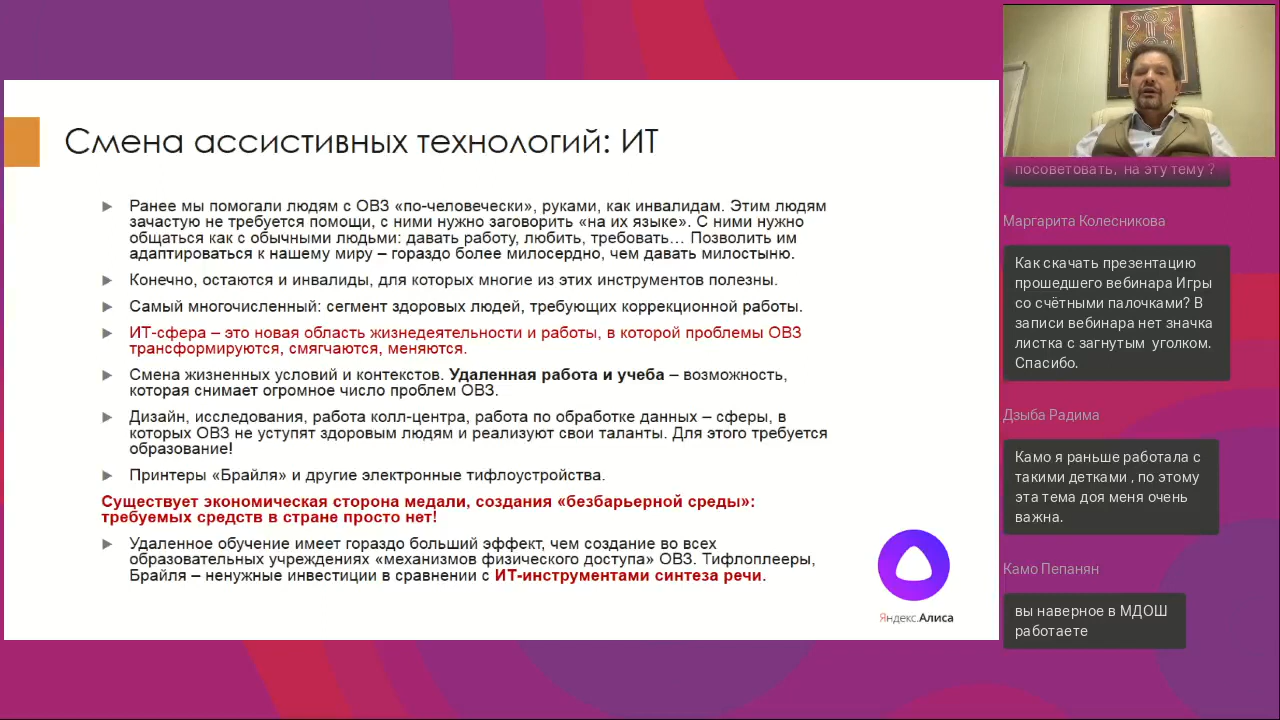 Смена ассистивных технологий: ИТ
Ранее мы помогали людям с ОВЗ «по-человечески», руками, как инвалидам. Этим людям
зачастую не требуется помощи, с ними нужно заговорить «на их языке». С ними нужно
общаться как с обычными людьми: давать работу, любить, требовать… Позволить им
адаптироваться к нашему миру – гораздо более милосердно, чем давать милостыню.
Конечно, остаются и инвалиды, для которых многие из этих инструментов полезны.
Самый многочисленный: сегмент здоровых людей, требующих коррекционной работы.
ИТ-сфера – это новая область жизнедеятельности и работы, в которой проблемы ОВЗ
трансформируются, смягчаются, меняются.
Смена жизненных условий и контекстов. Удаленная работа и учеба – возможность,
которая снимает огромное число проблем ОВЗ.
Дизайн, исследования, работа колл-центра, работа по обработке данных – сферы, в
которых ОВЗ не уступят здоровым людям и реализуют свои таланты. Для этого требуется
образование!
Принтеры «Брайля» и другие электронные тифлоустройства.
Существует экономическая сторона медали, создания «безбарьерной среды»:
требуемых средств в стране просто нет!
Удаленное обучение имеет гораздо больший эффект, чем создание во всех
образовательных учреждениях «механизмов физического доступа» ОВЗ. Тифлоплееры,
Брайля – ненужные инвестиции в сравнении с ИТ-инструментами синтеза речи.
Яндекс.Алиса
посоветовать, на эту тему ?
Маргарита Колесникова
Как скачать презентацию
прошедшего вебинара Игры
со счётными палочками? В
записи вебинара нет значка
листка с загнутым уголком.
Спасибо.
Дзыба Радима
Камо я раньше работала с
такими детками , по этому
эта тема доя меня очень
важна.
Камо Пепанян
вы наверное в МДОШ
работаете